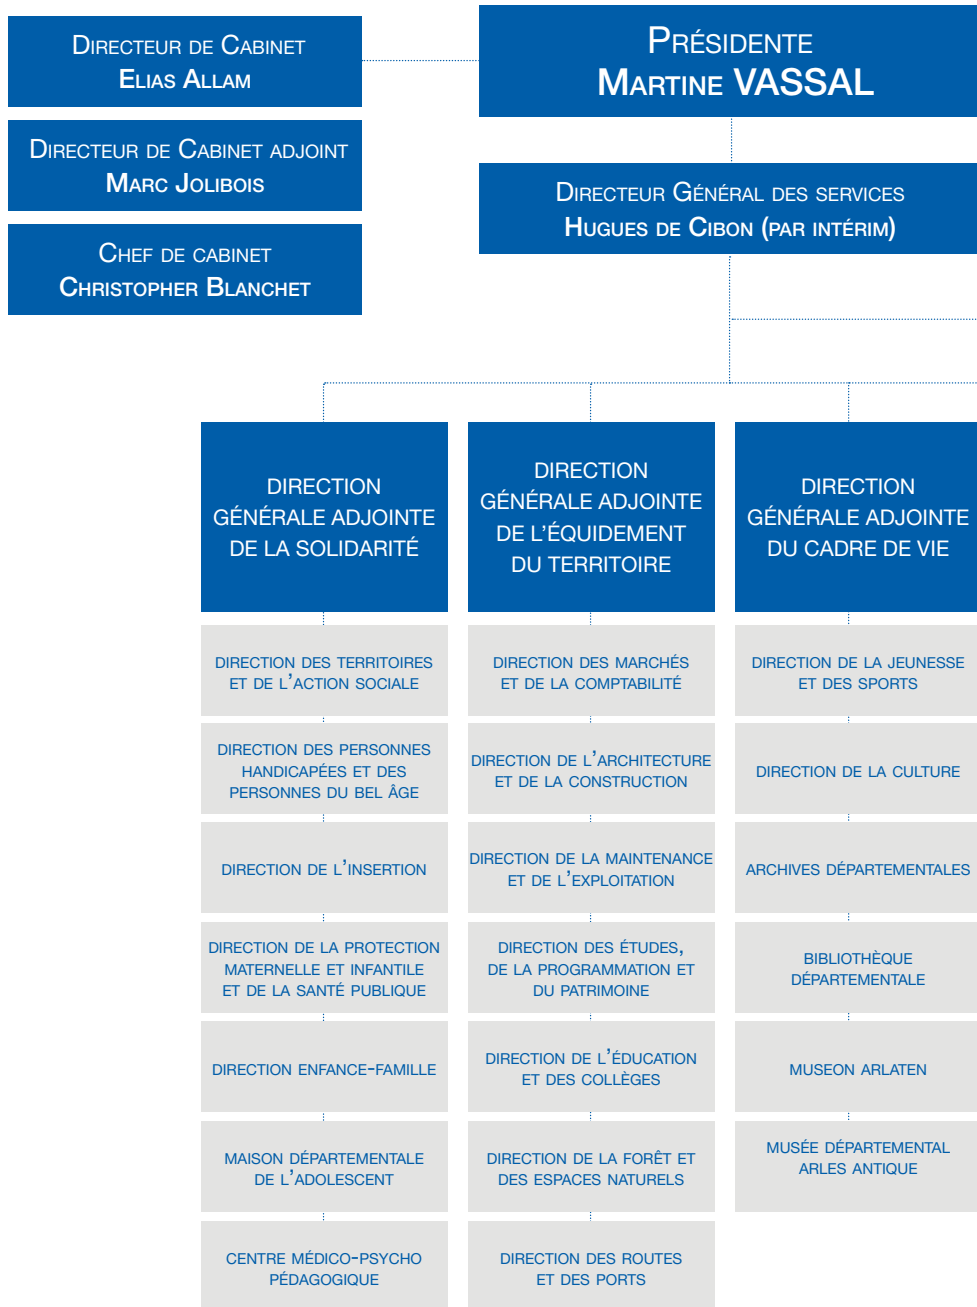 Directeur de Cabinet
Elias Allam
Directeur de Cabinet adjoint
Marc Jolibois
Chef de cabinet
Christopher Blanchet
Présidente
Martine VASSAL
Directeur Général des services
Hugues de Cibon (par intérim)
DIRECTION
GÉNÉRALE ADJOINTE
DE LA SOLIDARITÉ
direction des territoires
et de l'action sociale
direction des personnes
handicapées et des
personnes du bel âge
direction de l'insertion
direction de la protection
maternelle et infantile
et de la santé publique
direction enfance-famille
maison départementale
de l'adolescent
centre médico-psycho
pédagogique
DIRECTION
GÉNÉRALE ADJOINTE
DE L'ÉQUIDEMENT
DU TERRITOIRE
direction des marchés
et de la comptabilité
direction de l'architecture
et de la construction
direction de la maintenance
et de l'exploitation
direction des études,
de la programmation et
du patrimoine
direction de l'éducation
et des collèges
direction de la forêt et
des espaces naturels
direction des routes
et des ports
DIRECTION
GÉNÉRALE ADJOINTE
DU CADRE DE VIE
direction de la jeunesse
et des sports
direction de la culture
archives départementales
bibliothèque
départementale
museon arlaten
musée départemental
arles antique